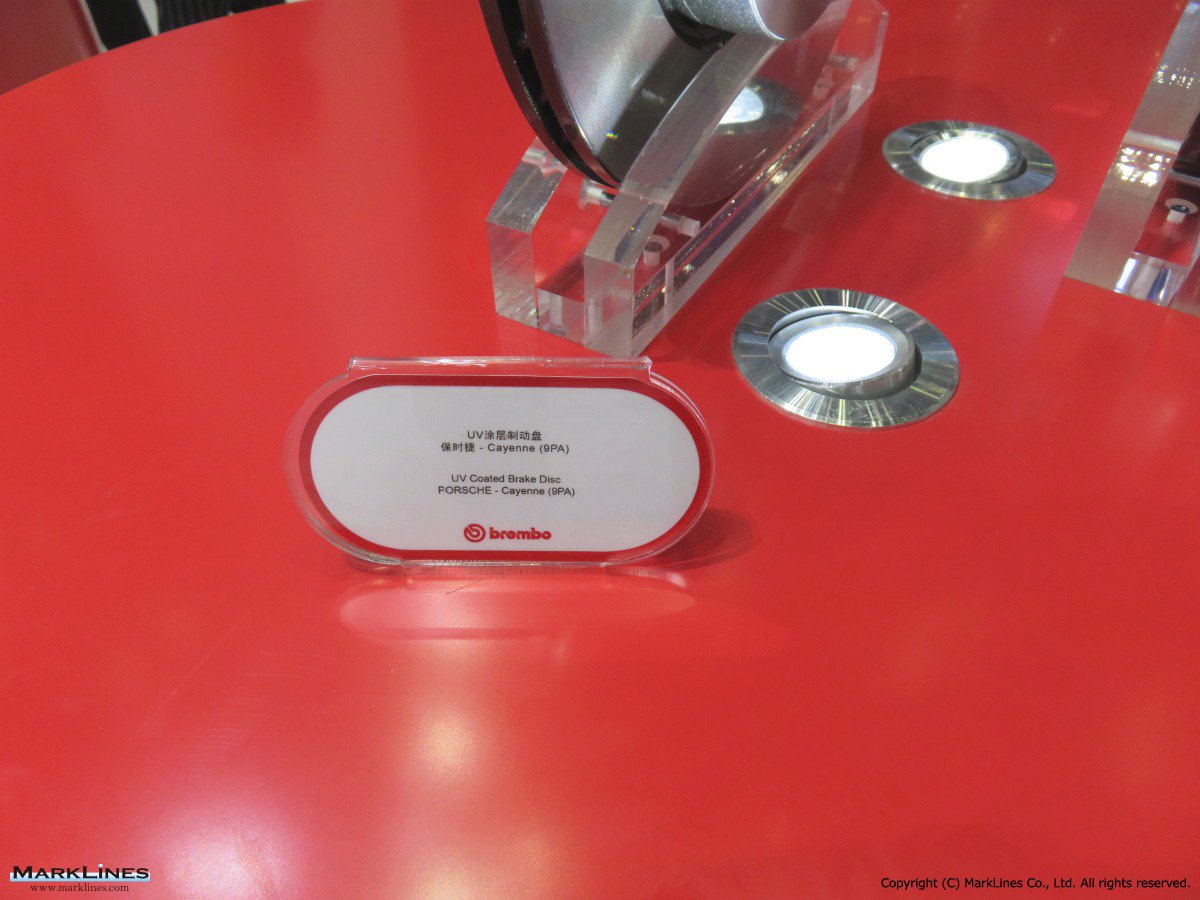 UV涂层制动盘
保时捷 - Cayenne (9PA)
UV Coated Brake Disc
PORSCHE - Cayenne (9PA)
brembo
MARKLINES
www.marklines.com
Copyright (C) MarkLines Co., Ltd. All rights reserved.